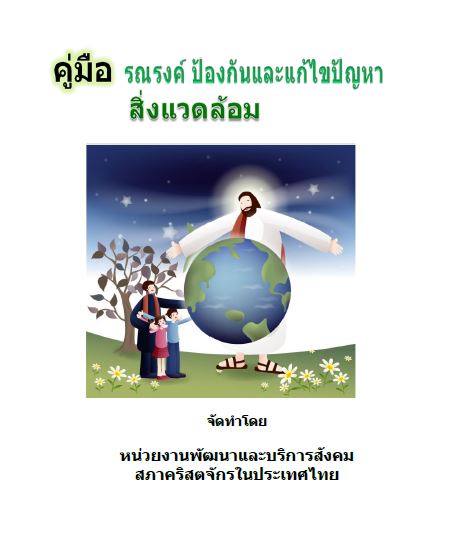 คู่มือ รณรงค์ ป้องกันและแก้ไขปัญหา
สิ่งแวดล้อม
จัดทำโดย
หน่วยงานพัฒนาและบริการสังคม
สภาคริสตจักรในประเทศไทย